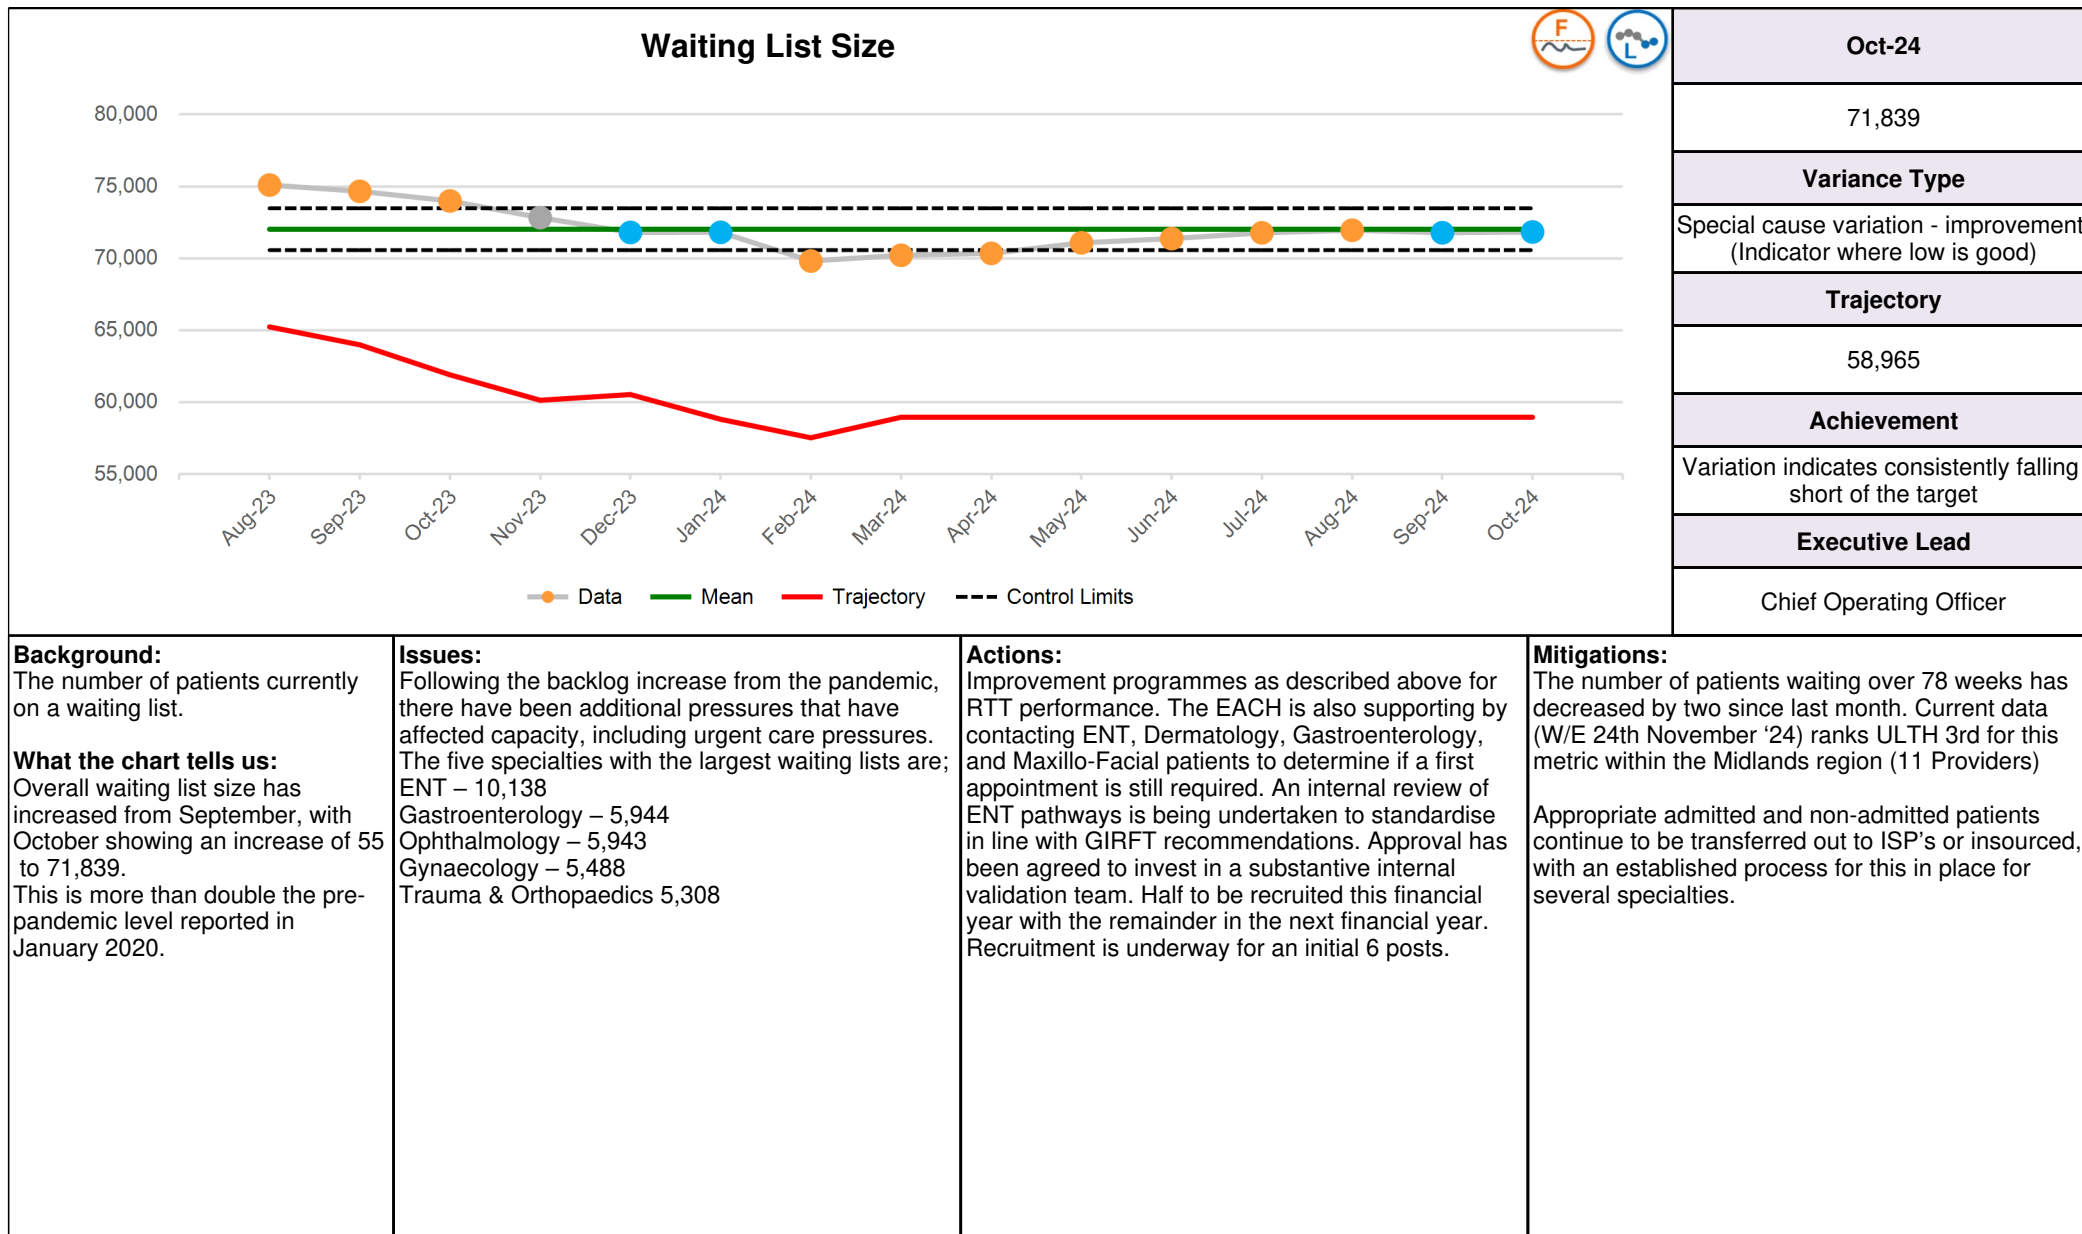 Waiting List Size
F
L
80,000
75,000
70,000
65,000
60,000
55,000
Aug-23
Sep-23
Oct-23
Nov-23
Dec-23
Jan-24
Feb-24
Mar-24
Apr-24
May-24
Jun-24
Jul-24
Aug-24
Sep-24
Oct-24
Data
Mean
Trajectory
Control Limits
Oct-24
71,839
Variance Type
Special cause variation - improvement
(Indicator where low is good)
Trajectory
58,965
Achievement
Variation indicates consistently falling
short of the target
Executive Lead
Chief Operating Officer
Background:
The number of patients currently
on a waiting list.
What the chart tells us:
Overall waiting list size has
increased from September, with
October showing an increase of 55
to 71,839.
This is more than double the pre-
pandemic level reported in
January 2020.
Issues:
Following the backlog increase from the pandemic,
there have been additional pressures that have
affected capacity, including urgent care pressures.
The five specialties with the largest waiting lists are;
ENT – 10,138
Gastroenterology – 5,944
Ophthalmology – 5,943
Gynaecology – 5,488
Trauma & Orthopaedics 5,308
Actions:
Improvement programmes as described above for
RTT performance. The EACH is also supporting by
contacting ENT, Dermatology, Gastroenterology,
and Maxillo-Facial patients to determine if a first
appointment is still required. An internal review of
ENT pathways is being undertaken to standardise
in line with GIRFT recommendations. Approval has
been agreed to invest in a substantive internal
validation team. Half to be recruited this financial
year with the remainder in the next financial year.
Recruitment is underway for an initial 6 posts.
Mitigations:
The number of patients waiting over 78 weeks has
decreased by two since last month. Current data
(W/E 24th November ‘24) ranks ULTH 3rd for this
metric within the Midlands region (11 Providers)
Appropriate admitted and non-admitted patients
continue to be transferred out to ISP's or insourced,
with an established process for this in place for
several specialties.